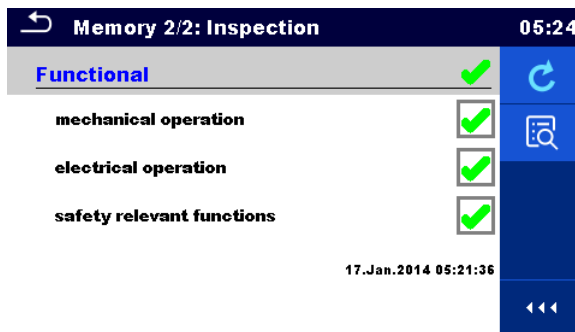 Memory 2/2: Inspection 05:24
Functional
mechanical operation
electrical operation
safety relevant functions
17.Jan.2014 05:21:36